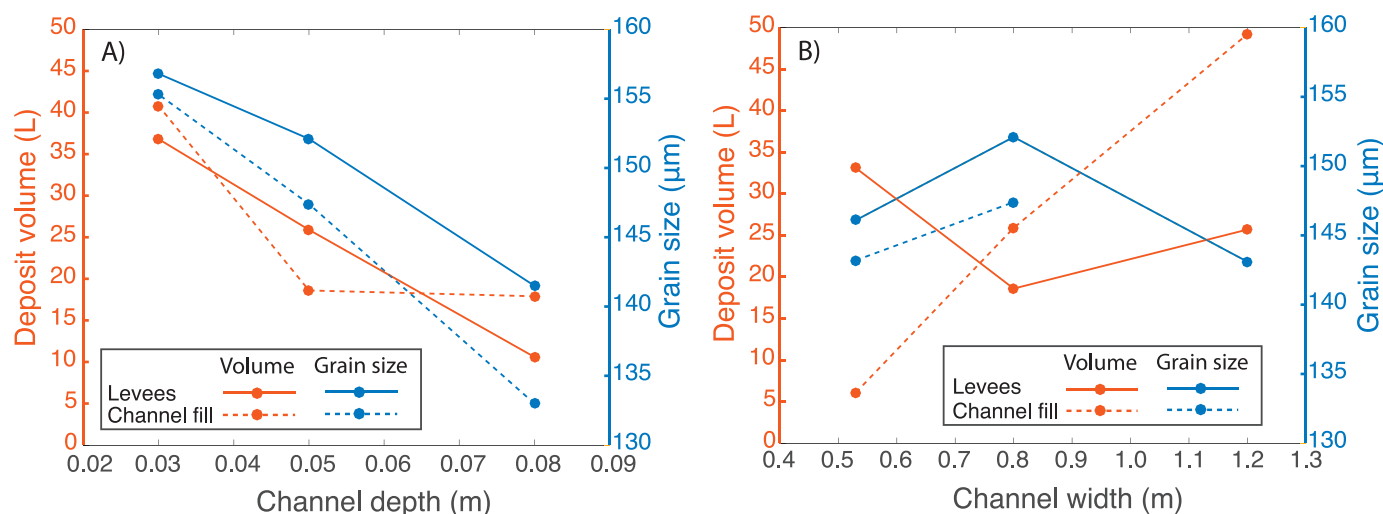 A)
Deposit volume (L)
50
45
40
35
30
25
20
15
10
5
0
160
155
150
145
140
135
130
Grain size (µm)
Volume Grain size
Levees
Channel fill
0.02 0.03 0.04 0.05 0.06 0.07 0.08 0.09
Channel depth (m)
B)
Deposit volume (L)
50
45
40
35
30
25
20
15
10
5
0
160
155
150
145
140
135
130
Grain size (µm)
Volume Grain size
Levees
Channel fill
0.4 0.5 0.6 0.7 0.8 0.9 1.0 1.1 1.2 1.3
Channel width (m)